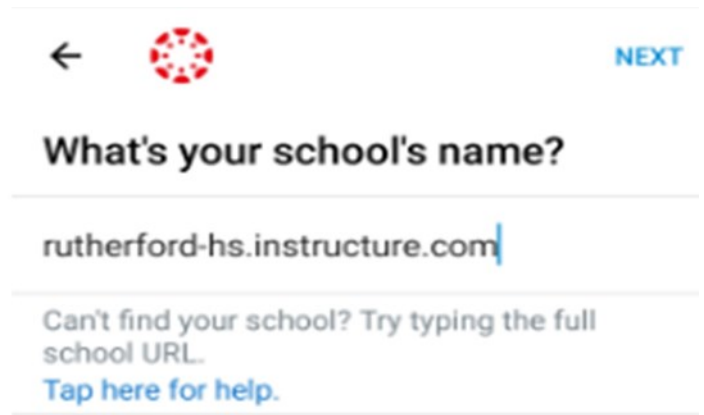 NEXT
What's your school's name?
rutherford-hs.instructure.com
Can't find your school? Try typing the full
school URL.
Tap here for help.